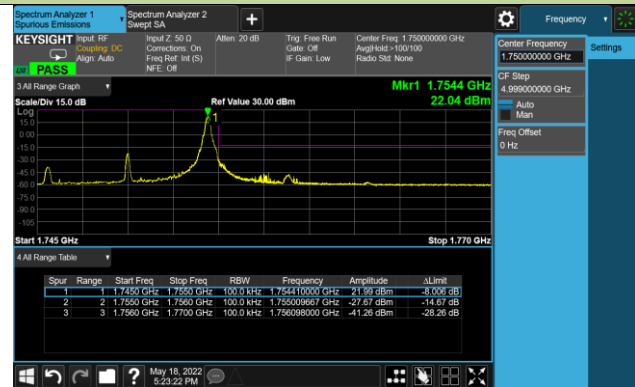 Spectrum Analyzer 1
Spurious Emissions
Spectrum Analyzer 2
Swept SA
Frequency
KEYSIGHT
Input: RF
Coupling: DC
Align: Auto
Input Z: 50 Ω
Corrections: On
Freq Ref: Int (S)
NFE: Off
Atten: 20 dB
Trig: Free Run
Gate: Off
IF Gain: Low
Center Freq: 1.750000000 GHz
Avg|Hold:>100/100
Radio Std: None
PASS
Center Frequency
1.750000000 GHz
Settings
CF Step
4.999000000 GHz
Auto
Man
Freq Offset
0 Hz
3 All Range Graph
Mkr1 1.7544 GHz
Scale/Div 15.0 dB
Ref Value 30.00 dBm
22.04 dBm
Log
15.0
0.00
-15.0
-30.0
-45.0
-60.0
-75.0
-90.0
-105
1
Start 1.745 GHz
Stop 1.770 GHz
4 All Range Table
Spur Range Start Freq Stop Freq RBW Frequency Amplitude ΔLimit
1 1 1.7450 GHz 1.7550 GHz 100.0 kHz 1.754410000 GHz 21.99 dBm -8.006 dB
2 2 1.7550 GHz 1.7560 GHz 100.0 kHz 1.755009667 GHz -27.67 dBm -14.67 dB
3 3 1.7560 GHz 1.7700 GHz 100.0 kHz 1.756098000 GHz -41.26 dBm -28.26 dB
?
May 18, 2022
5:23:22 PM